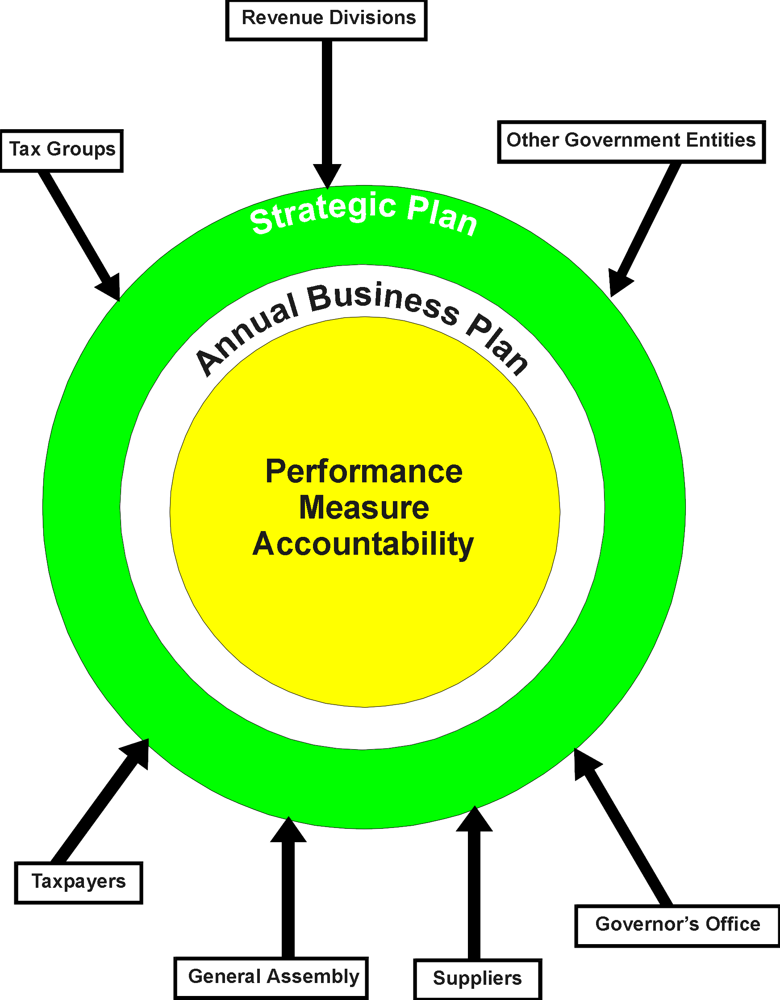 Revenue Divisions
Other Government Entities
Tax Groups
Strategic Plan
Annual Business Plan
Performance
Measure
Accountability
Taxpayers
Governor’s Office
General Assembly
Suppliers